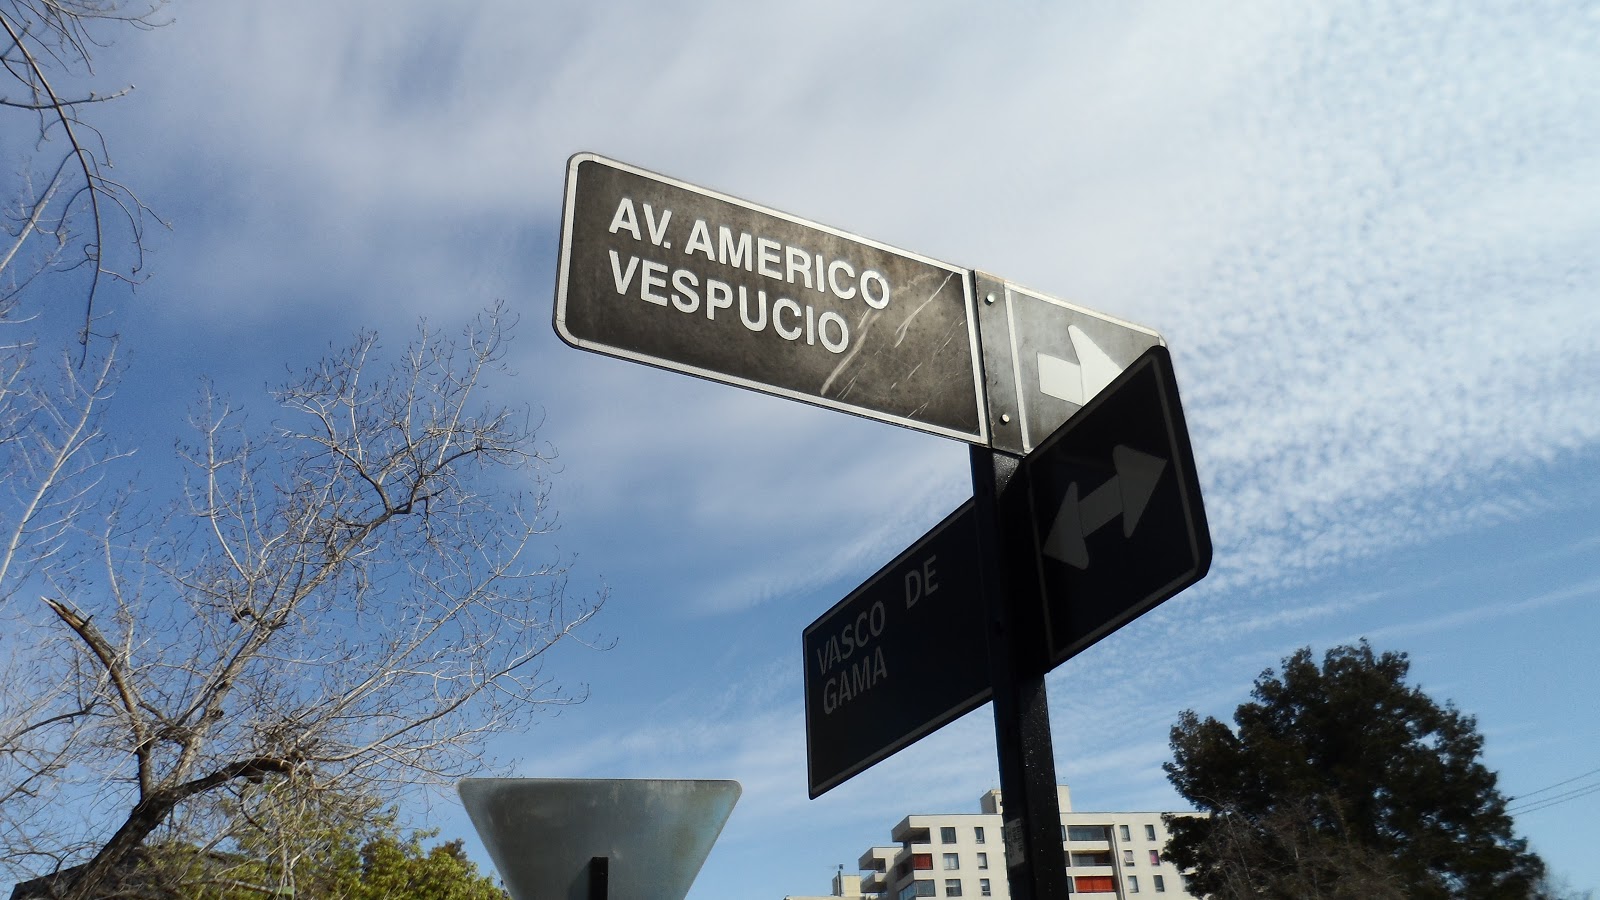 AV. AMERICO
VESPUCIO
VASCO DE
GAMA